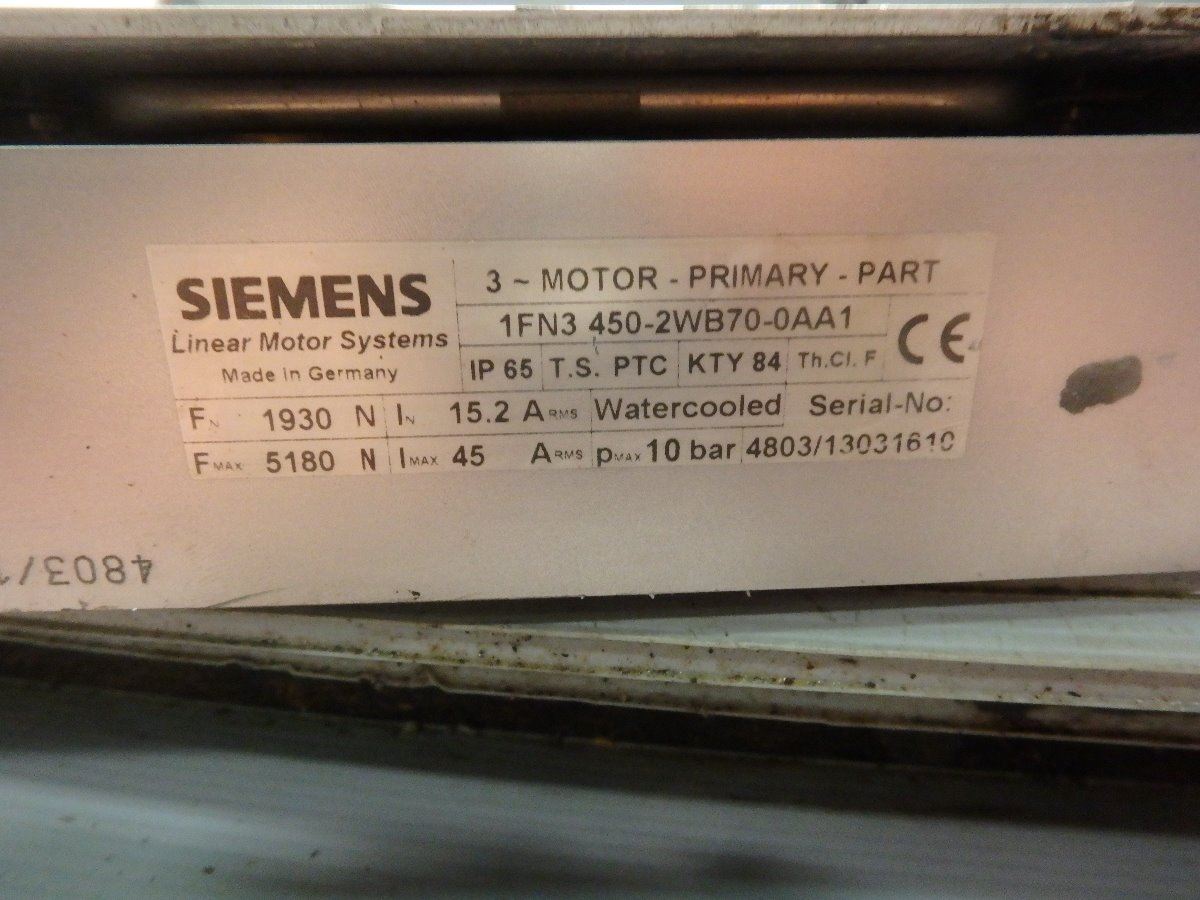 SIEMENS
Linear Motor Systems
Made in Germany
3 ~ MOTOR - PRIMARY - PART
1FN3 450-2WB70-0AA1
IP 65 T.S. PTC KTY 84 Th.Cl. F
CE
FN 1930 N IN 15.2 ARMS Watercooled Serial-No:
FMAX 5180 N IMAX 45 ARMS pMAX 10 bar 4803/13031610
4803/